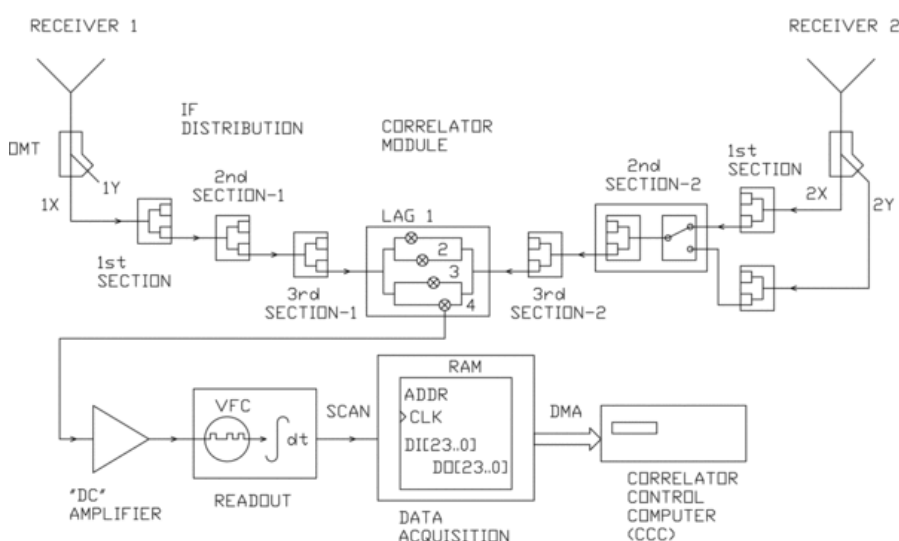 RECEIVER 1
RECEIVER 2
IF
DISTRIBUTION
CORRELATOR
MODULE
OMT
1Y
1X
2nd
SECTION-1
LAG 1
2
3
4
2nd
SECTION-2
1st
SECTION
2X
2Y
1st
SECTION
3rd
SECTION-1
3rd
SECTION-2
RAM
ADDR
CLK
DI[23..0]
DO[23..0]
VFC
dt
SCAN
DMA
"DC"
AMPLIFIER
READOUT
DATA
ACQUISITION
CORRELATOR
CONTROL
COMPUTER
(CCC)